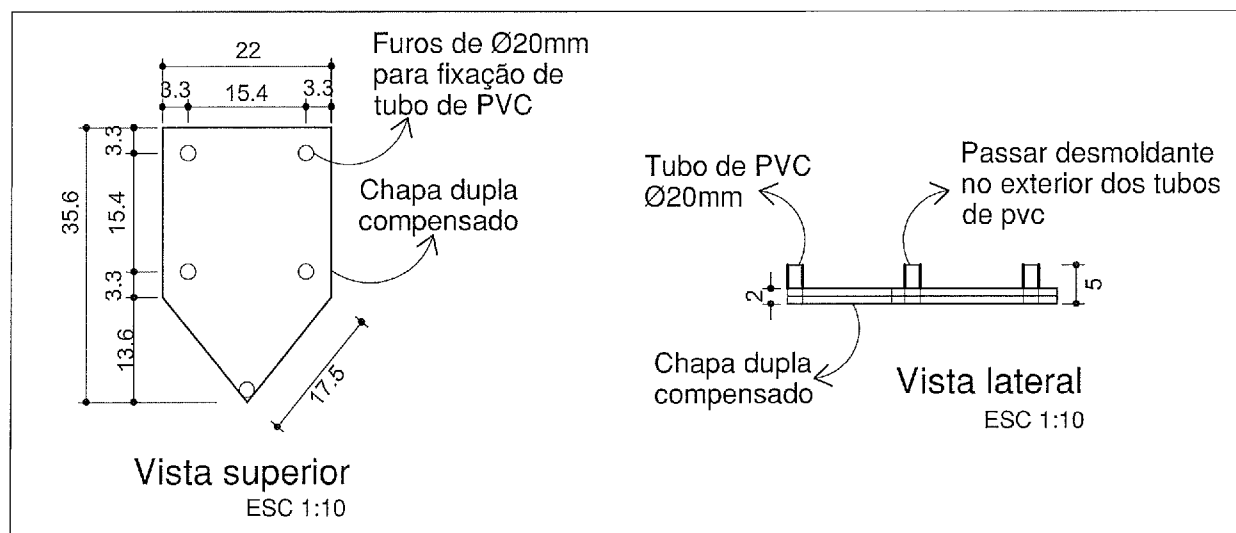 22
3.3
15.4
3.3
Furos de Ø20mm
para fixação de
tubo de PVC
3.3
15.4
3.3
13.6
35.6
Chapa dupla
compensado
17.5
Vista superior
ESC 1:10
Tubo de PVC
Ø20mm
Passar desmoldante
no exterior dos tubos
de pvc
2
5
Chapa dupla
compensado
Vista lateral
ESC 1:10